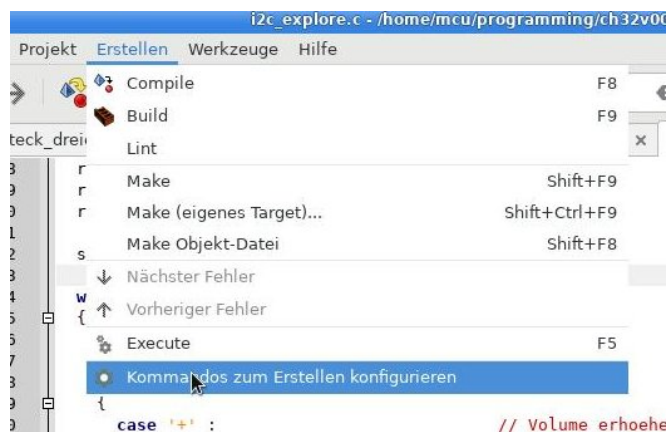 i2c_explore.c - /home/mcu/programming/ch32v00
Projekt Erstellen Werkzeuge Hilfe
Compile F8
Build F9
teck_drei
Lint
Make Shift+F9
Make (eigenes Target)... Shift+Ctrl+F9
Make Objekt-Datei Shift+F8
Nächster Fehler
Vorheriger Fehler
{
Execute F5
Kommandos zum Erstellen konfigurieren
{
case '+' : // Volume erhoehe